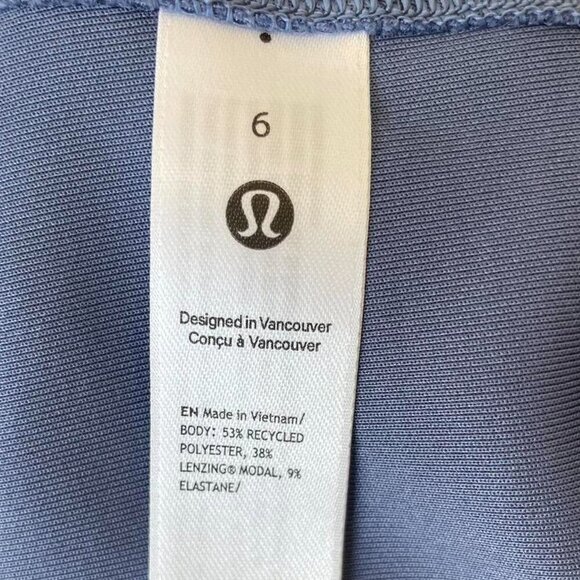 6
Designed in Vancouver
Conçu à Vancouver
EN Made in Vietnam/
BODY: 53% RECYCLED
POLYESTER, 38%
LENZING® MODAL, 9%
ELASTANE/